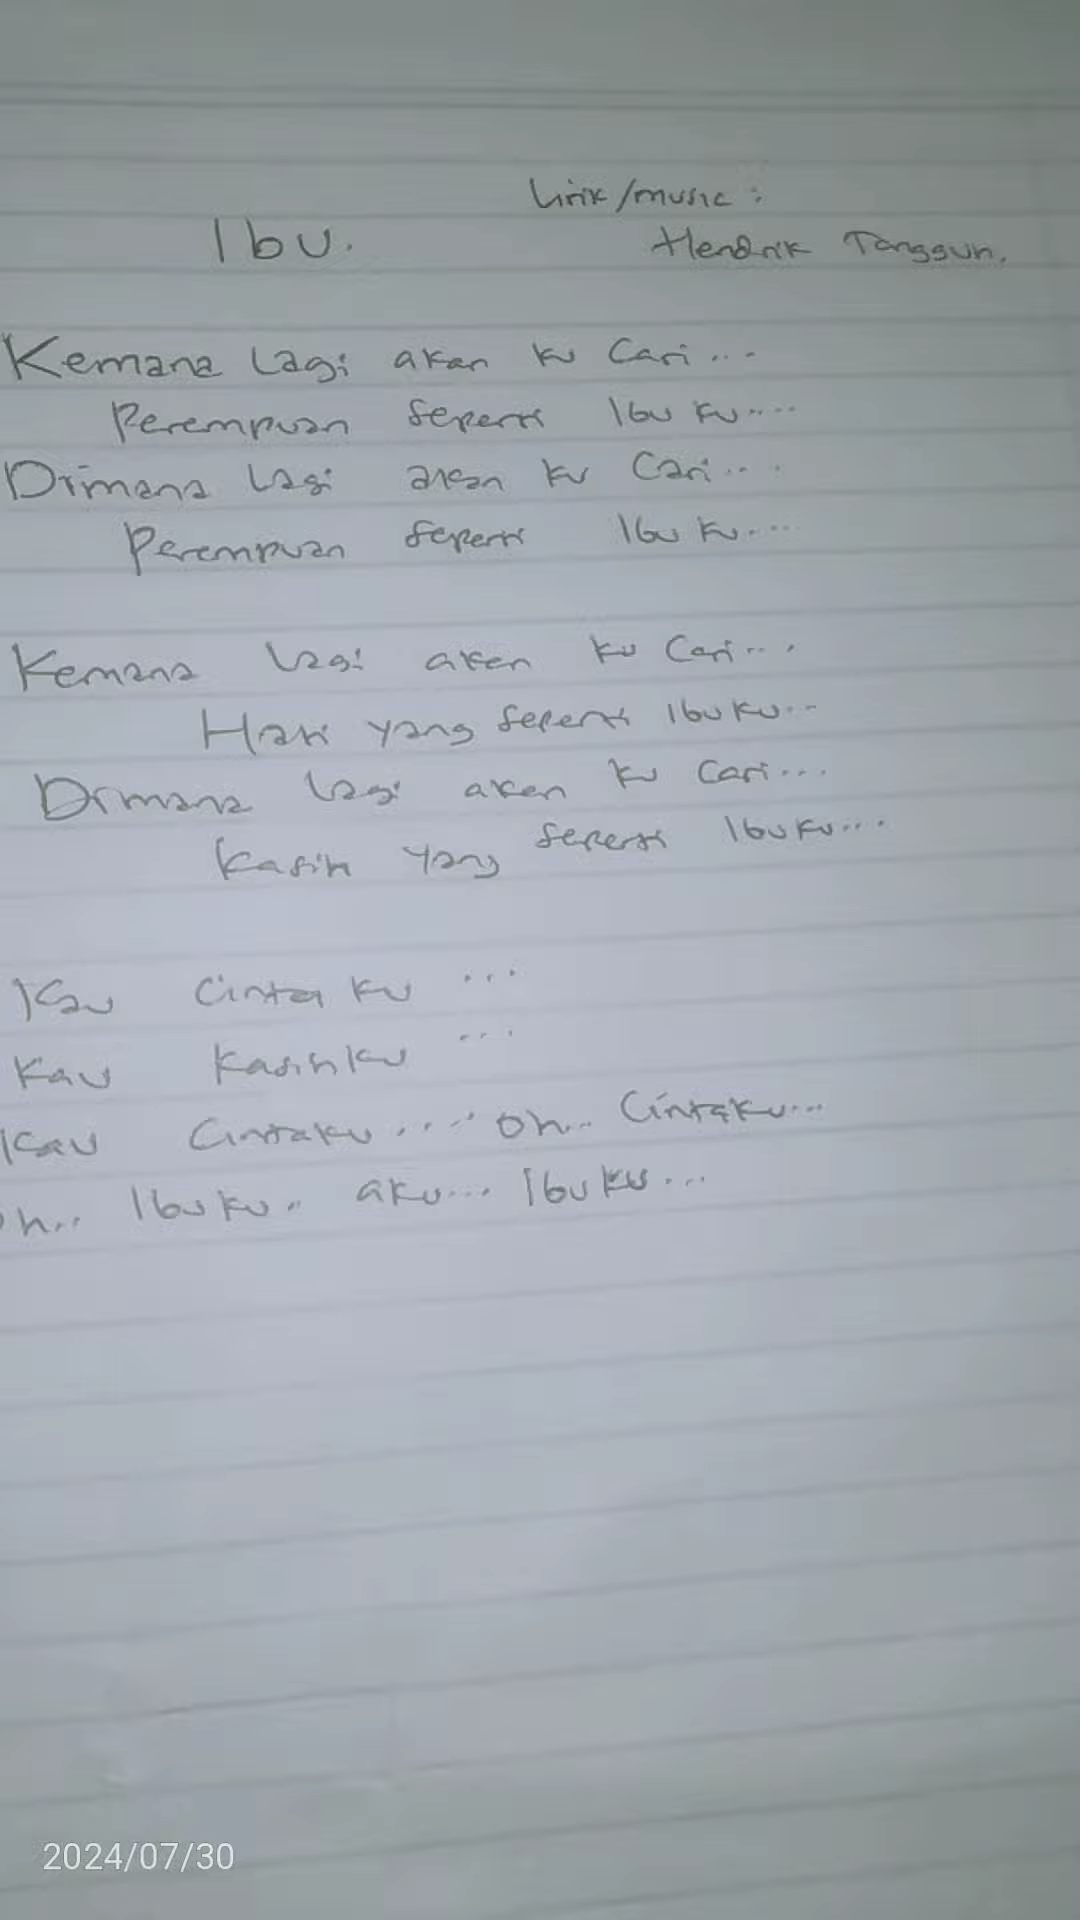 Lirik/music :
Ibu.
Hendrik Tanggun.
Kemana Lagi akan ku Cari...
Perempuan seperti Ibu ku....
Dimana Lagi akan ku Cari....
Perempuan seperti Ibu ku....
Kemana Lagi akan ku Cari...
Hati yang seperti Ibuku...
Dimana Lagi akan ku Cari...
Kasih yang seperti Ibuku...
Kau Cinta ku ...
Kau Kasihku ...
Kau Cintaku .... Oh... Cintaku...
Oh... Ibuku.. aku... Ibuku...
2024/07/30